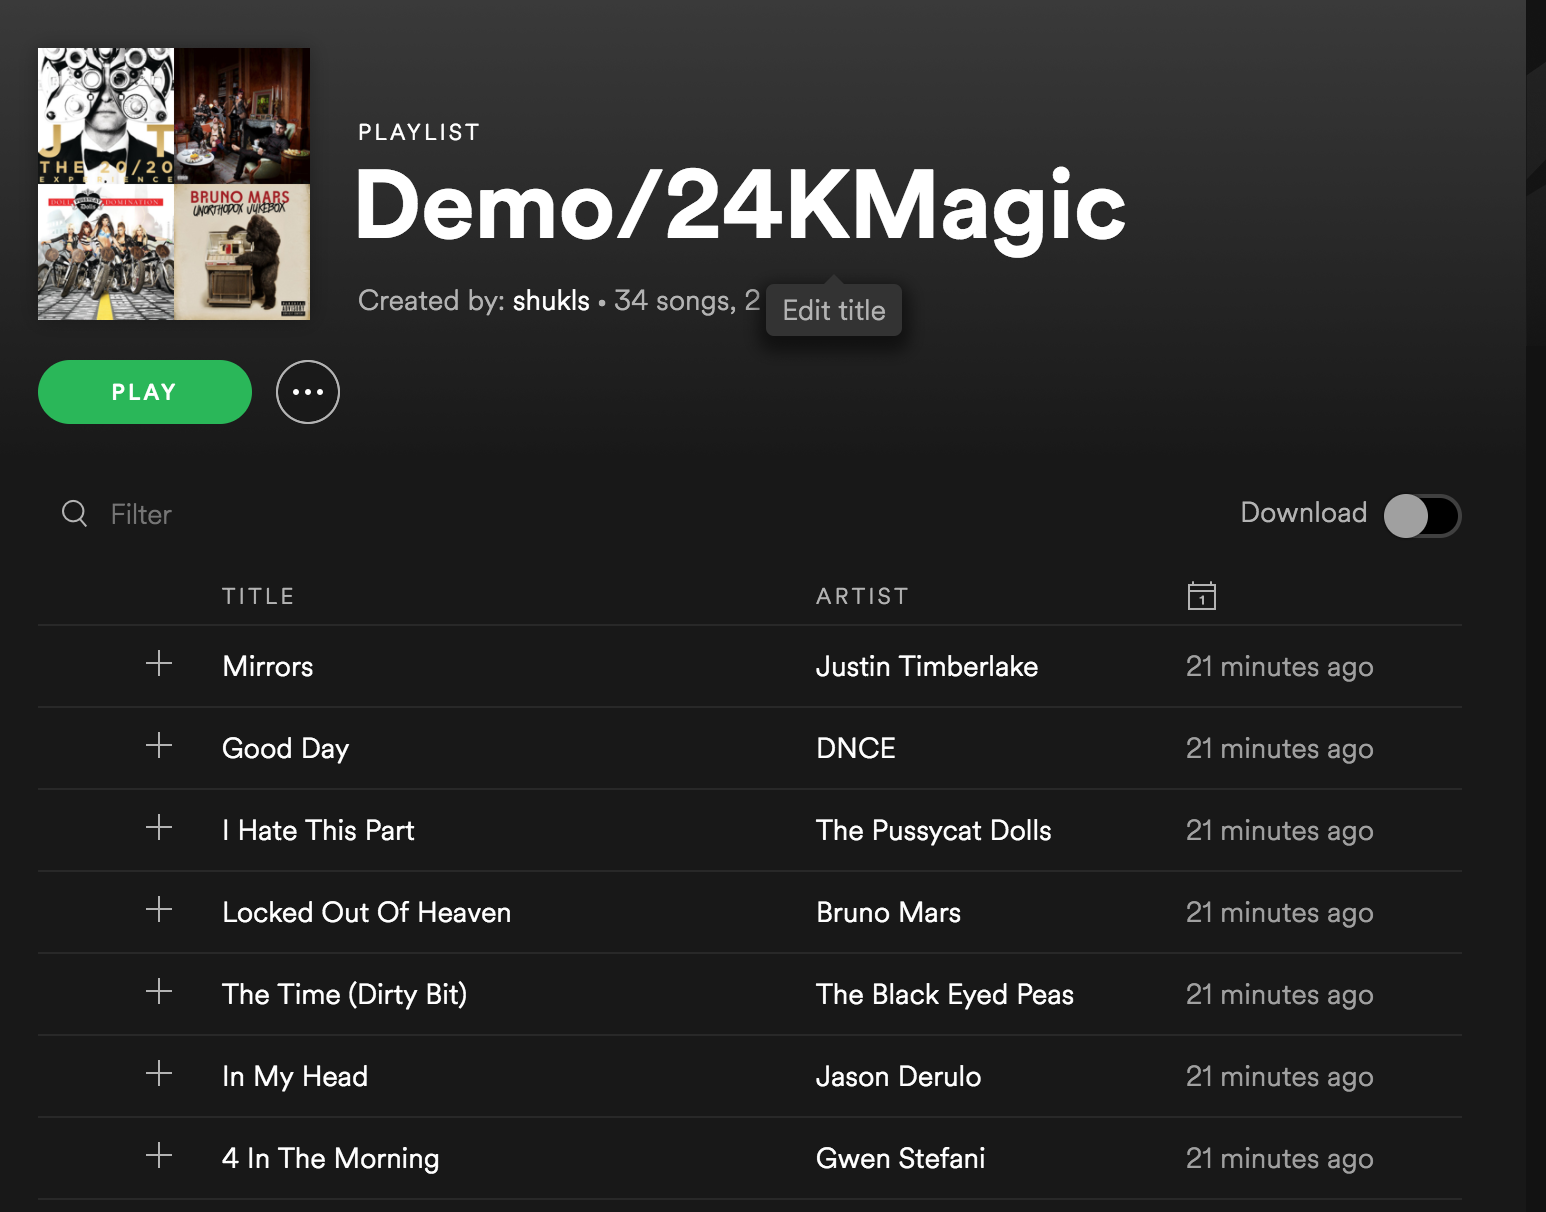 J T
THE 20/20
EXPERIENCE
DOLL DOMINATION
BRUNO MARS
UNORTHODOX JUKEBOX
PLAYLIST
Demo/24KMagic
Created by: shukls • 34 songs, 2
Edit title
PLAY
Filter
Download
TITLE ARTIST 1
Mirrors Justin Timberlake 21 minutes ago
Good Day DNCE 21 minutes ago
I Hate This Part The Pussycat Dolls 21 minutes ago
Locked Out Of Heaven Bruno Mars 21 minutes ago
The Time (Dirty Bit) The Black Eyed Peas 21 minutes ago
In My Head Jason Derulo 21 minutes ago
4 In The Morning Gwen Stefani 21 minutes ago